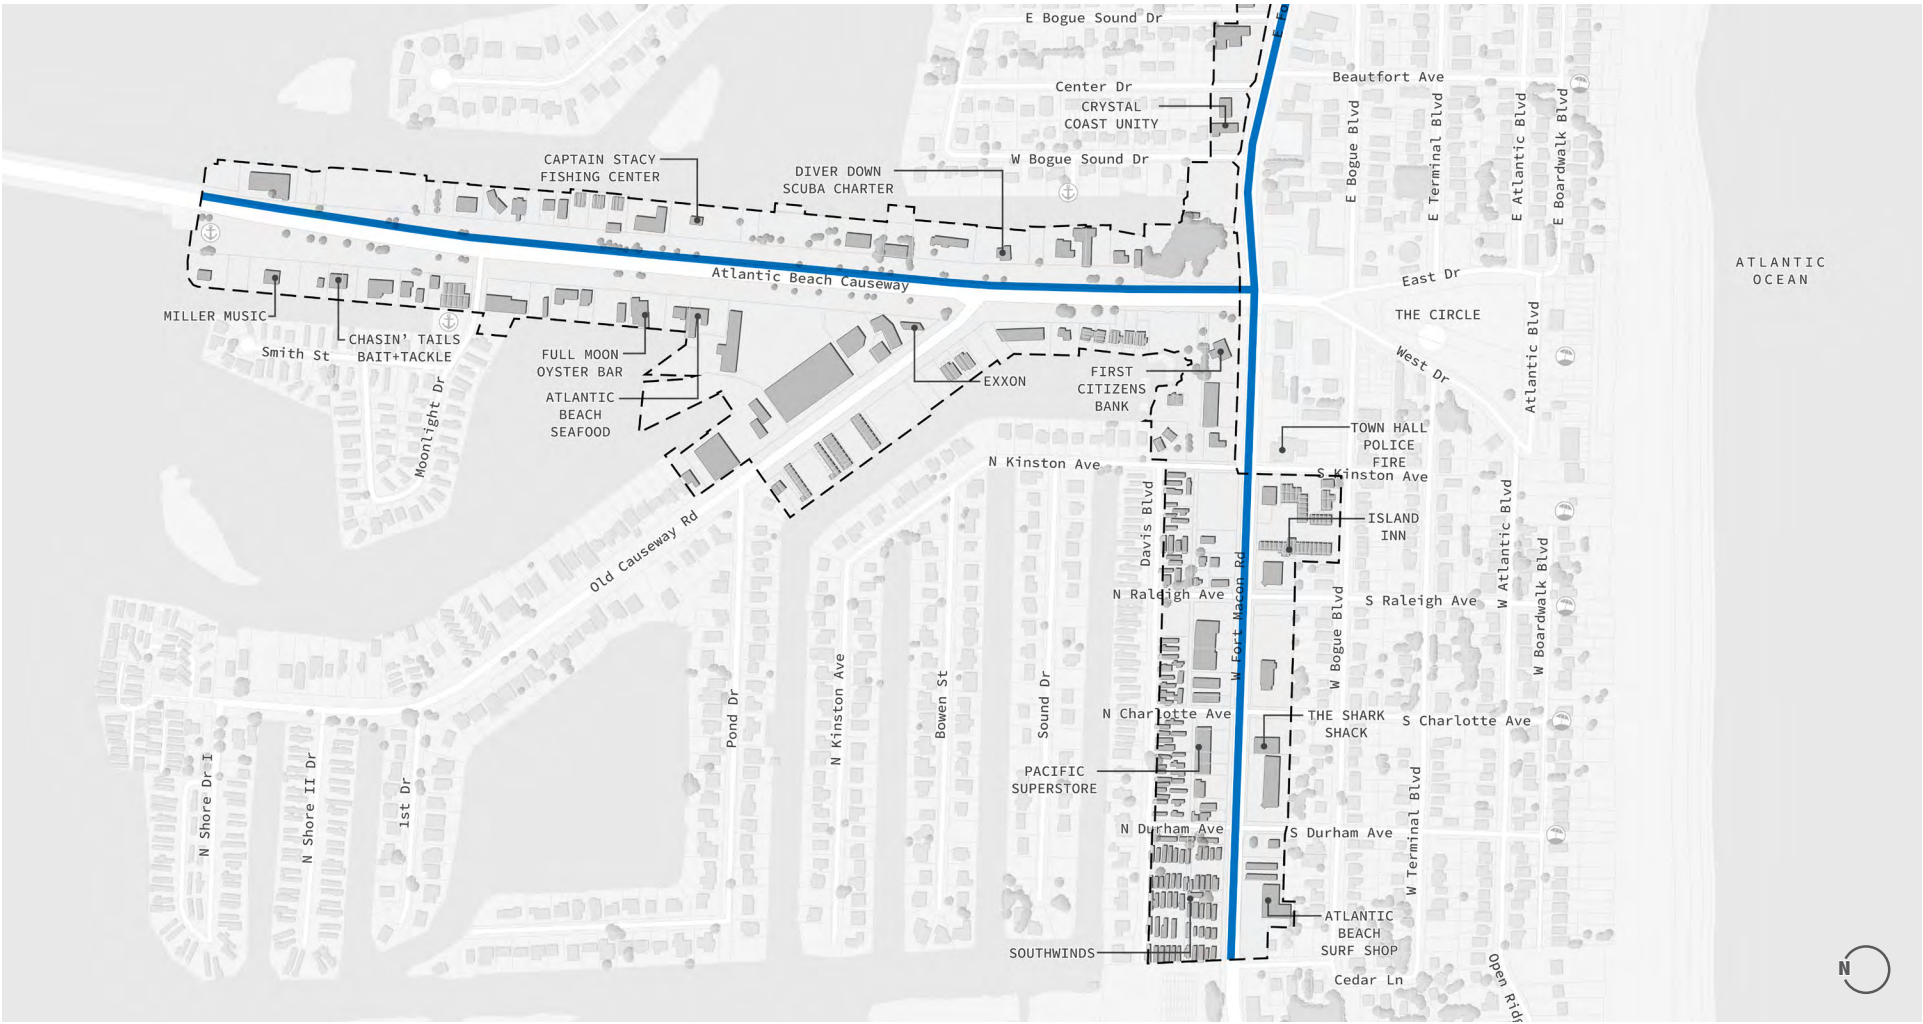 E Bogue Sound Dr
E Fo
Beautfort Ave
Center Dr
CRYSTAL
COAST UNITY
E Bogue Blvd
E Terminal Blvd
E Atlantic Blvd
E Boardwalk Blvd
CAPTAIN STACY
FISHING CENTER
DIVER DOWN
SCUBA CHARTER
W Bogue Sound Dr
ATLANTIC
OCEAN
Atlantic Beach Causeway
East Dr
THE CIRCLE
MILLER MUSIC
CHASIN' TAILS
BAIT+TACKLE
Smith St
Moonlight Dr
FULL MOON
OYSTER BAR
ATLANTIC
BEACH
SEAFOOD
EXXON
FIRST
CITIZENS
BANK
West Dr
Atlantic Blvd
TOWN HALL
POLICE
FIRE
N Kinston Ave
S Kinston Ave
Davis Blvd
ISLAND
INN
Old Causeway Rd
W Atlantic Blvd
W Boardwalk Blvd
N Raleigh Ave
W Fort Macon Rd
S Raleigh Ave
W Bogue Blvd
Pond Dr
N Kinston Ave
Bowen St
Sound Dr
N Charlotte Ave
THE SHARK
SHACK
S Charlotte Ave
N Shore Dr I
N Shore II Dr
1st Dr
PACIFIC
SUPERSTORE
N Durham Ave
S Durham Ave
W Terminal Blvd
SOUTHWINDS
ATLANTIC
BEACH
SURF SHOP
Cedar Ln
Open Ridg
N